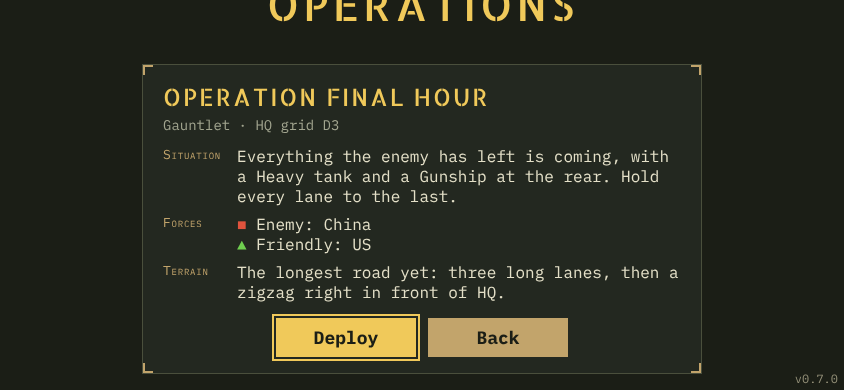 OPERATIONS
OPERATION FINAL HOUR
Gauntlet · HQ grid D3
Situation Everything the enemy has left is coming, with
a Heavy tank and a Gunship at the rear. Hold
every lane to the last.
Forces Enemy: China
Friendly: US
Terrain The longest road yet: three long lanes, then a
zigzag right in front of HQ.
Deploy Back
v0.7.0